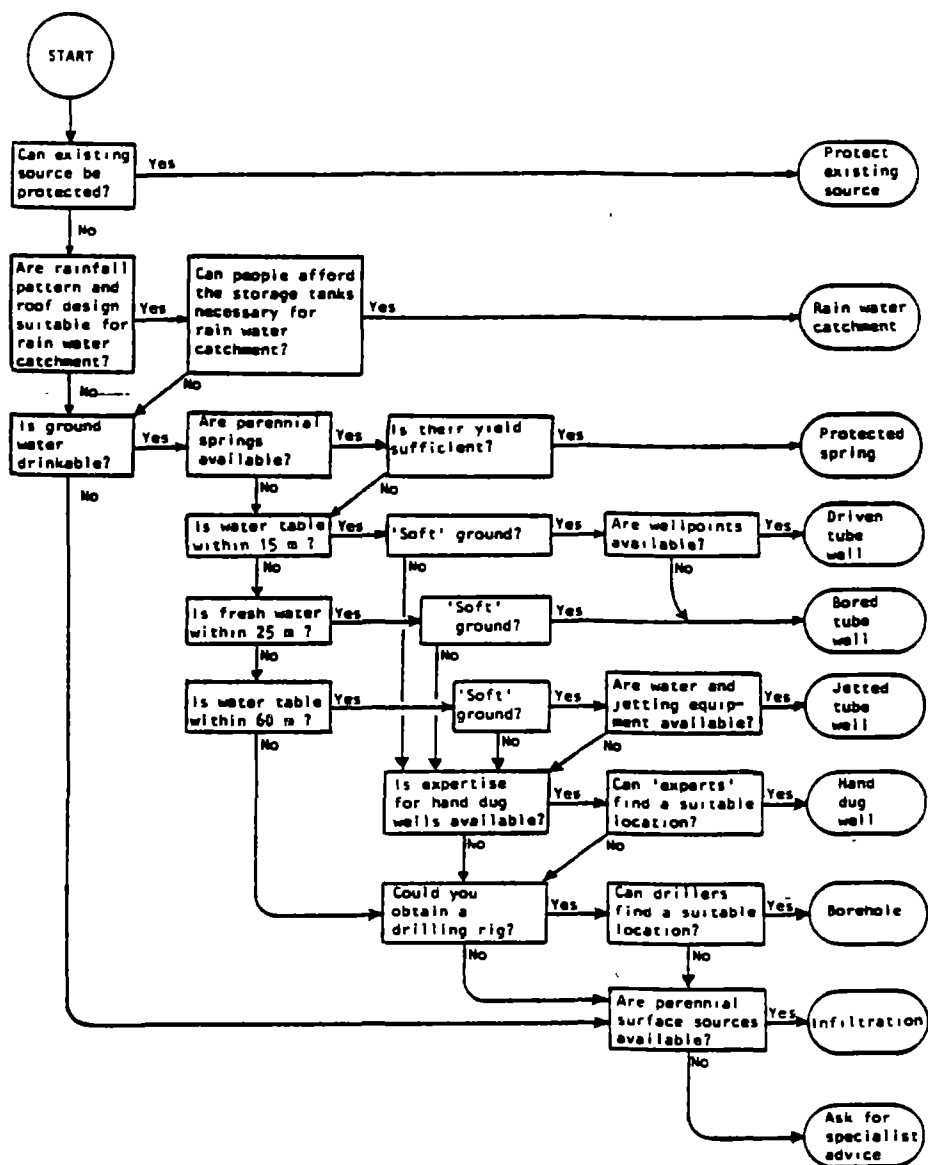 START
Can existing
source be
protected?
Yes
Protect
existing
source
No
Are rainfall
pattern and
roof design
suitable for
rain water
catchment?
Yes
Can people afford
the storage tanks
necessary for
rain water
catchment?
Yes
Rain water
catchment
No
No
Is ground
water
drinkable?
Yes
Are perennial
springs
available?
Yes
Is their yield
sufficient?
Yes
Protected
spring
No
No
No
Is water table
within 15 m ?
Yes
'Soft' ground?
Yes
Are wellpoints
available?
Yes
Driven
tube
well
No
No
No
Is fresh water
within 25 m ?
Yes
'Soft'
ground?
Yes
Bored
tube
well
No
No
Is water table
within 60 m ?
Yes
'Soft'
ground?
Yes
Are water and
jetting equip-
ment available?
Yes
Jetted
tube
well
No
No
No
Is expertise
for hand dug
wells available?
Yes
Can 'experts'
find a suitable
location?
Yes
Hand
dug
well
No
No
Could you
obtain a
drilling rig?
Yes
Can drillers
find a suitable
location?
Yes
Borehole
No
No
Are perennial
surface sources
available?
Yes
Infiltration
No
Ask for
specialist
advice